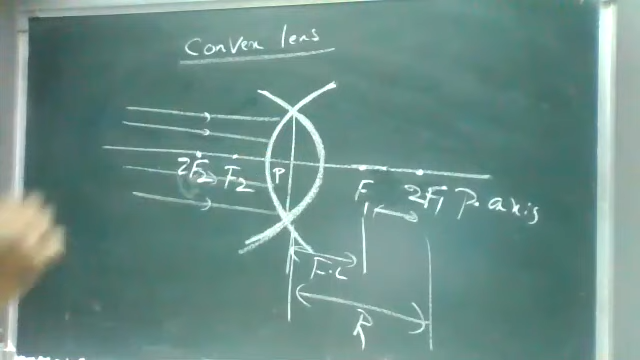 Convex lens
2F2 F2 P F1 2F1 P. axis
F.L
R